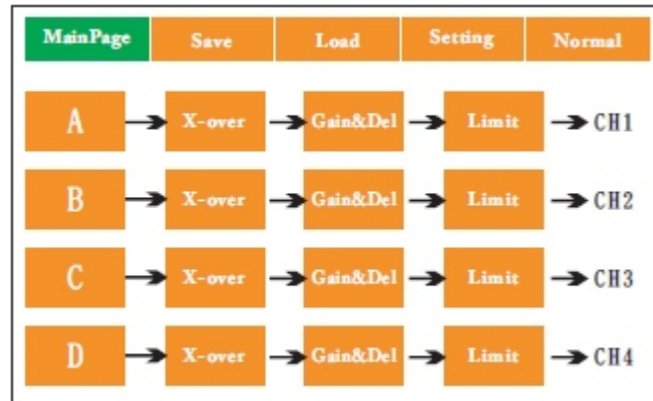 MainPage Save Load Setting Normal
A X-over Gain&Del Limit CH1
B X-over Gain&Del Limit CH2
C X-over Gain&Del Limit CH3
D X-over Gain&Del Limit CH4